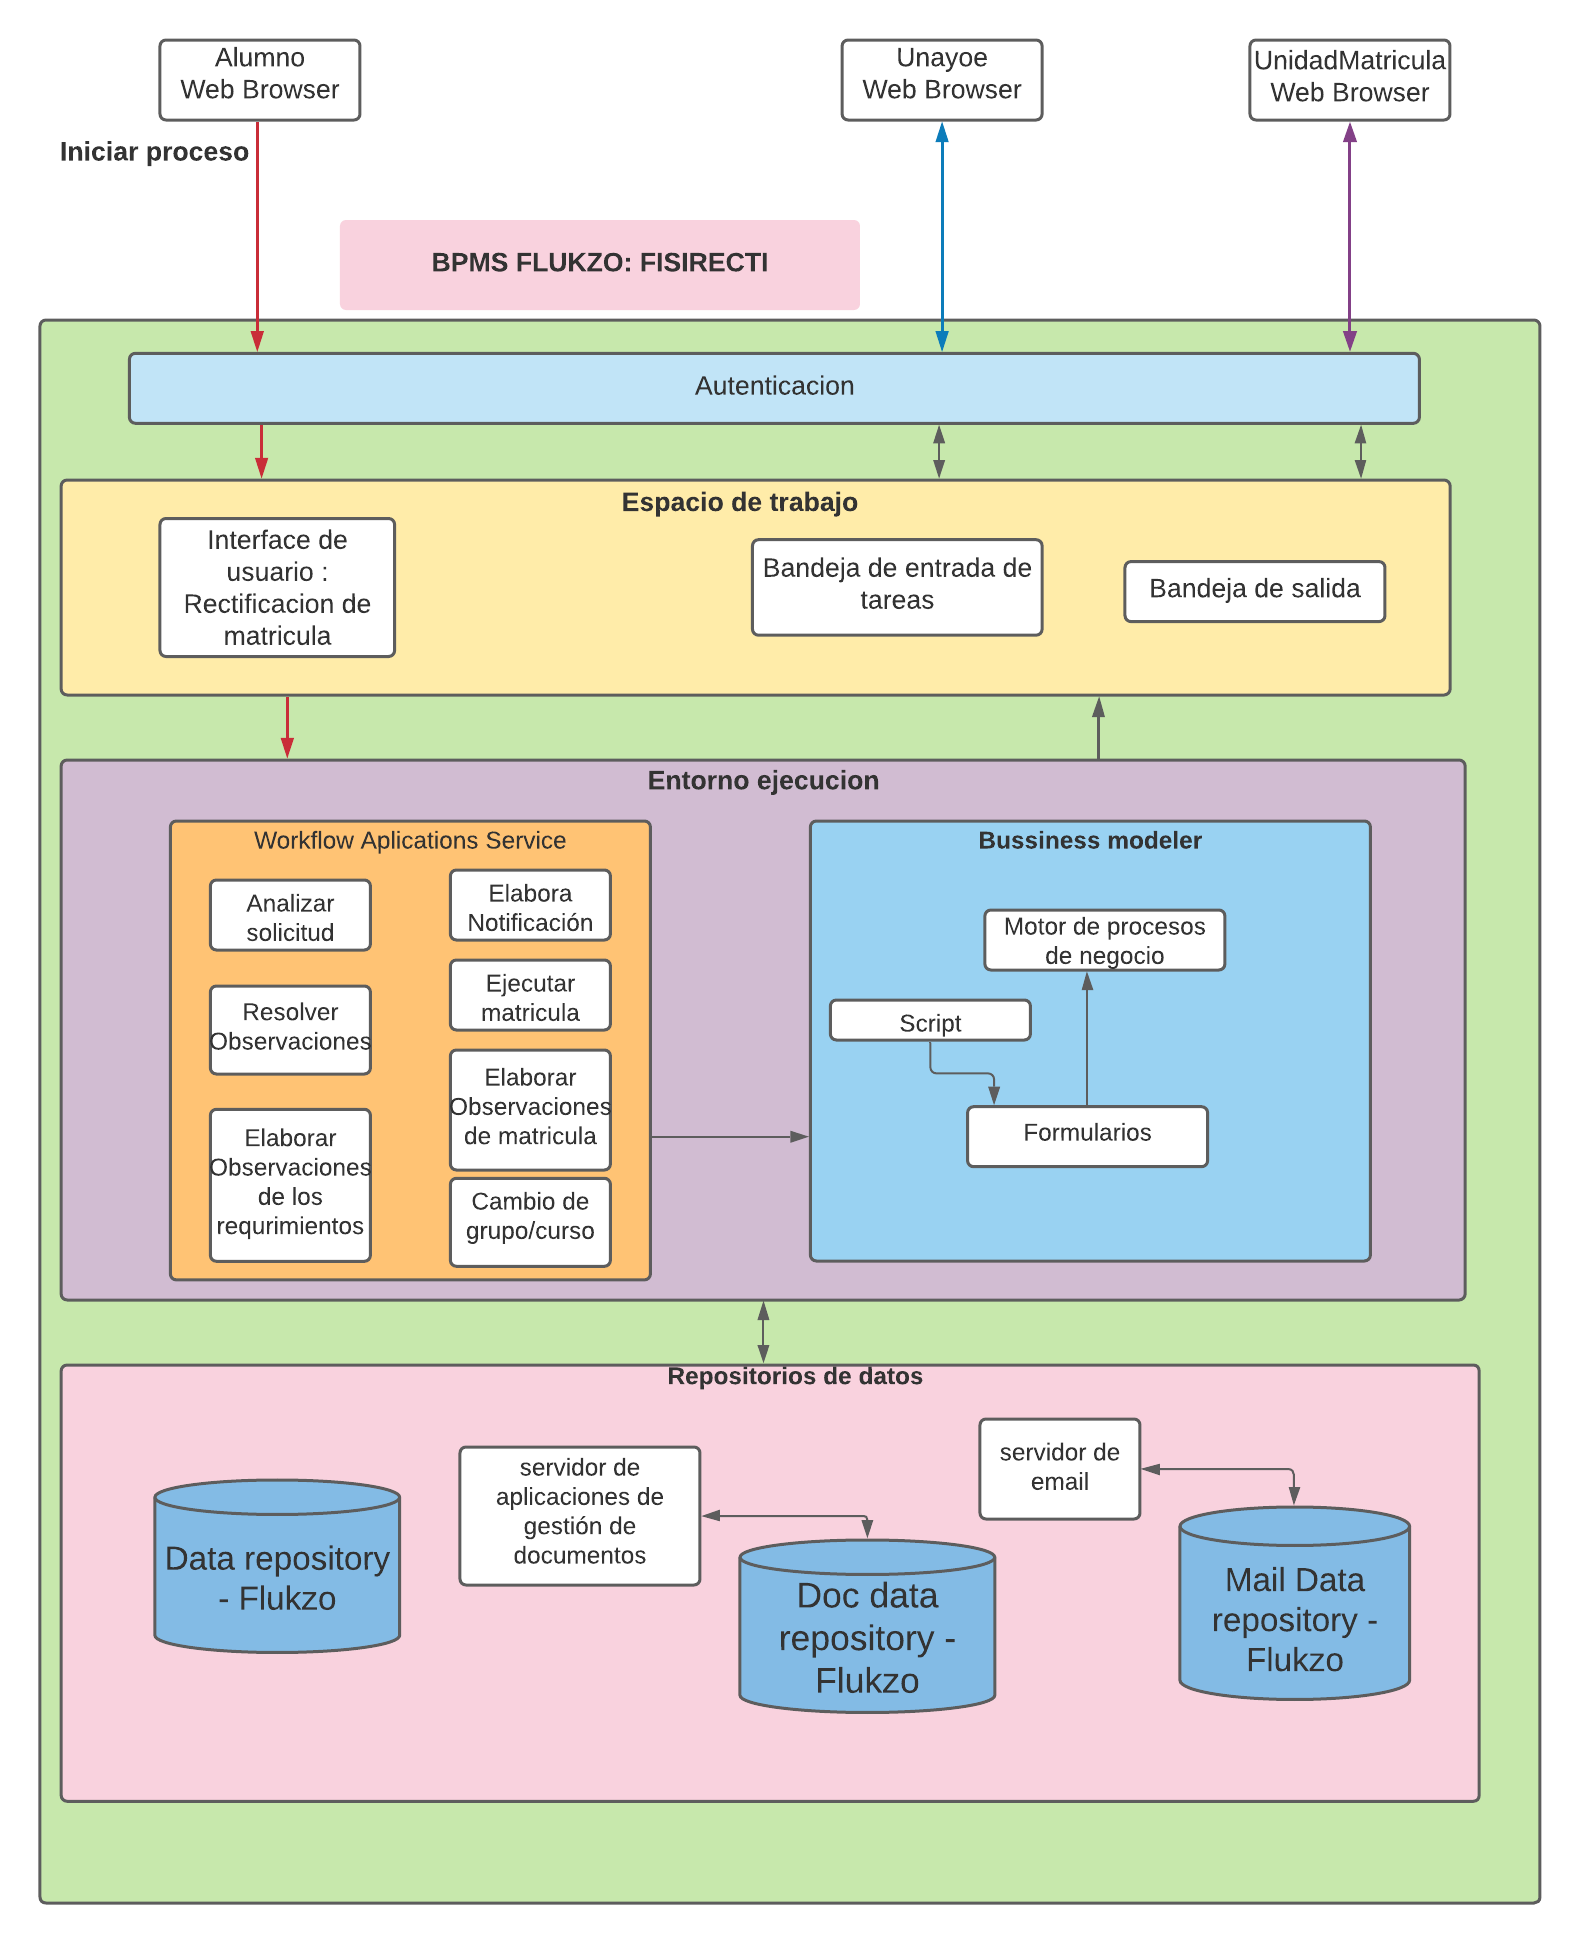 Alumno
Web Browser
Unayoe
Web Browser
UnidadMatricula
Web Browser
Iniciar proceso
BPMS FLUKZO: FISIRECTI
Autenticacion
Espacio de trabajo
Interface de
usuario :
Rectificacion de
matricula
Bandeja de entrada de
tareas
Bandeja de salida
Entorno ejecucion
Workflow Aplications Service
Analizar
solicitud
Resolver
Observaciones
Elaborar
Observaciones
de los
requrimientos
Elabora
Notificación
Ejecutar
matricula
Elaborar
Observaciones
de matricula
Cambio de
grupo/curso
Bussiness modeler
Motor de procesos
de negocio
Script
Formularios
Repositorios de datos
Data repository
- Flukzo
servidor de
aplicaciones de
gestión de
documentos
Doc data
repository -
Flukzo
servidor de
email
Mail Data
repository -
Flukzo